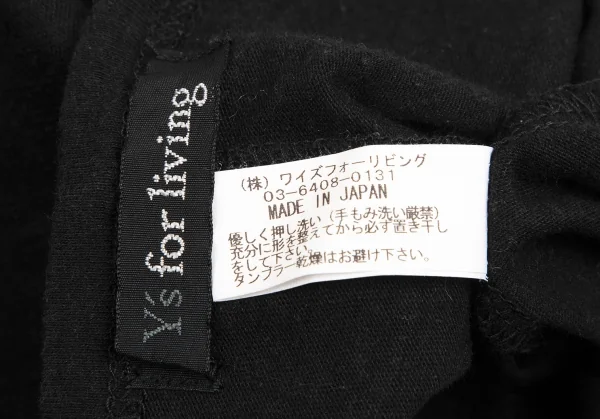 Y's for living
(株) ワイズフォーリビング
03-6408-0131
MADE IN JAPAN
優しく押し洗い (手もみ洗い厳禁)
充分に形を整えてから必ず置き干し
をして下さい。
タンブラー乾燥はお避け下さい。